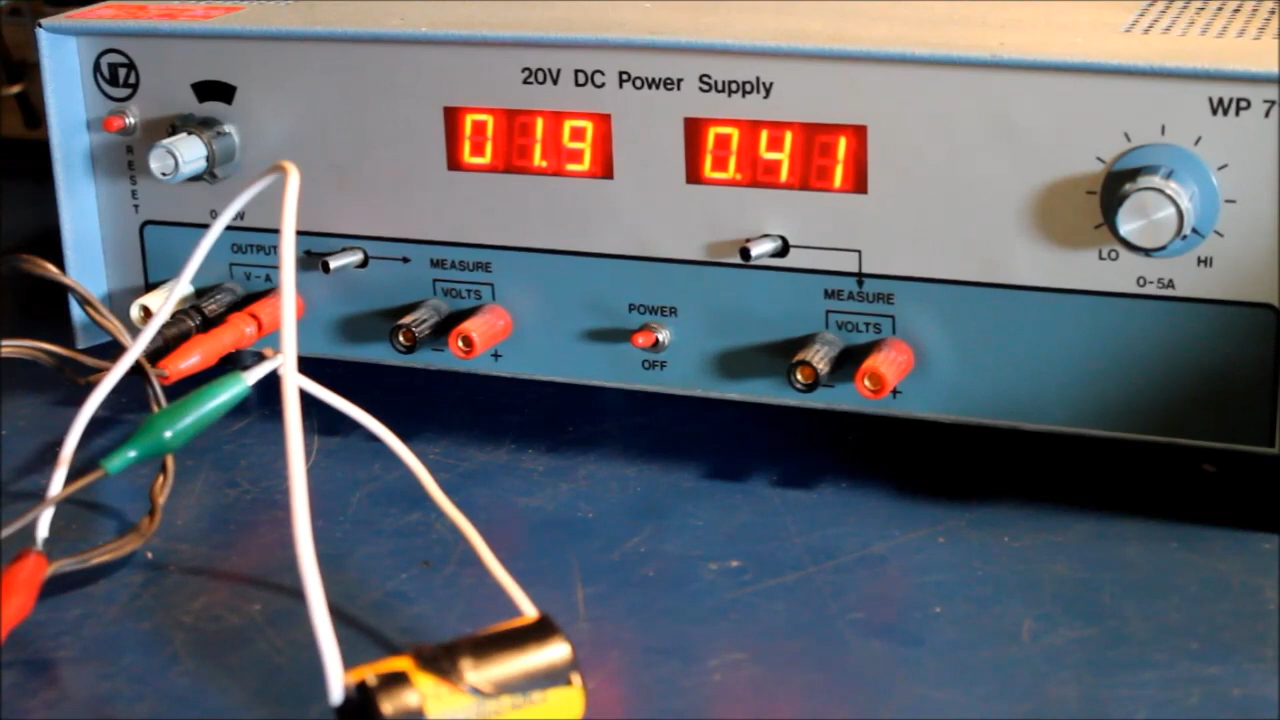 VIZ
20V DC Power Supply
WP 7
RESET
01.9
0.41
OUTPUT
V-A
MEASURE
VOLTS
POWER
OFF
MEASURE
VOLTS
LO
HI
0-5A
- +
- +